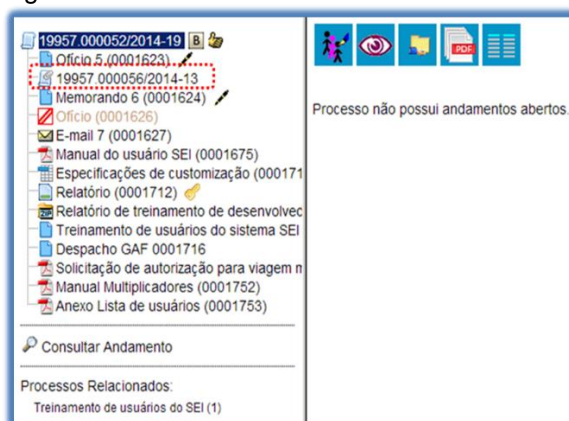 19957.000052/2014-19 B
Ofício 5 (0001623)
19957.000056/2014-13
Memorando 6 (0001624)
Ofício (0001626)
E-mail 7 (0001627)
Manual do usuário SEI (0001675)
Especificações de customização (000171
Relatório (0001712)
ZIP Relatório de treinamento de desenvolvec
Treinamento de usuários do sistema SEI
Despacho GAF 0001716
Solicitação de autorização para viagem n
Manual Multiplicadores (0001752)
Anexo Lista de usuários (0001753)
Consultar Andamento
Processos Relacionados:
Treinamento de usuários do SEI (1)
PDF
Processo não possui andamentos abertos.